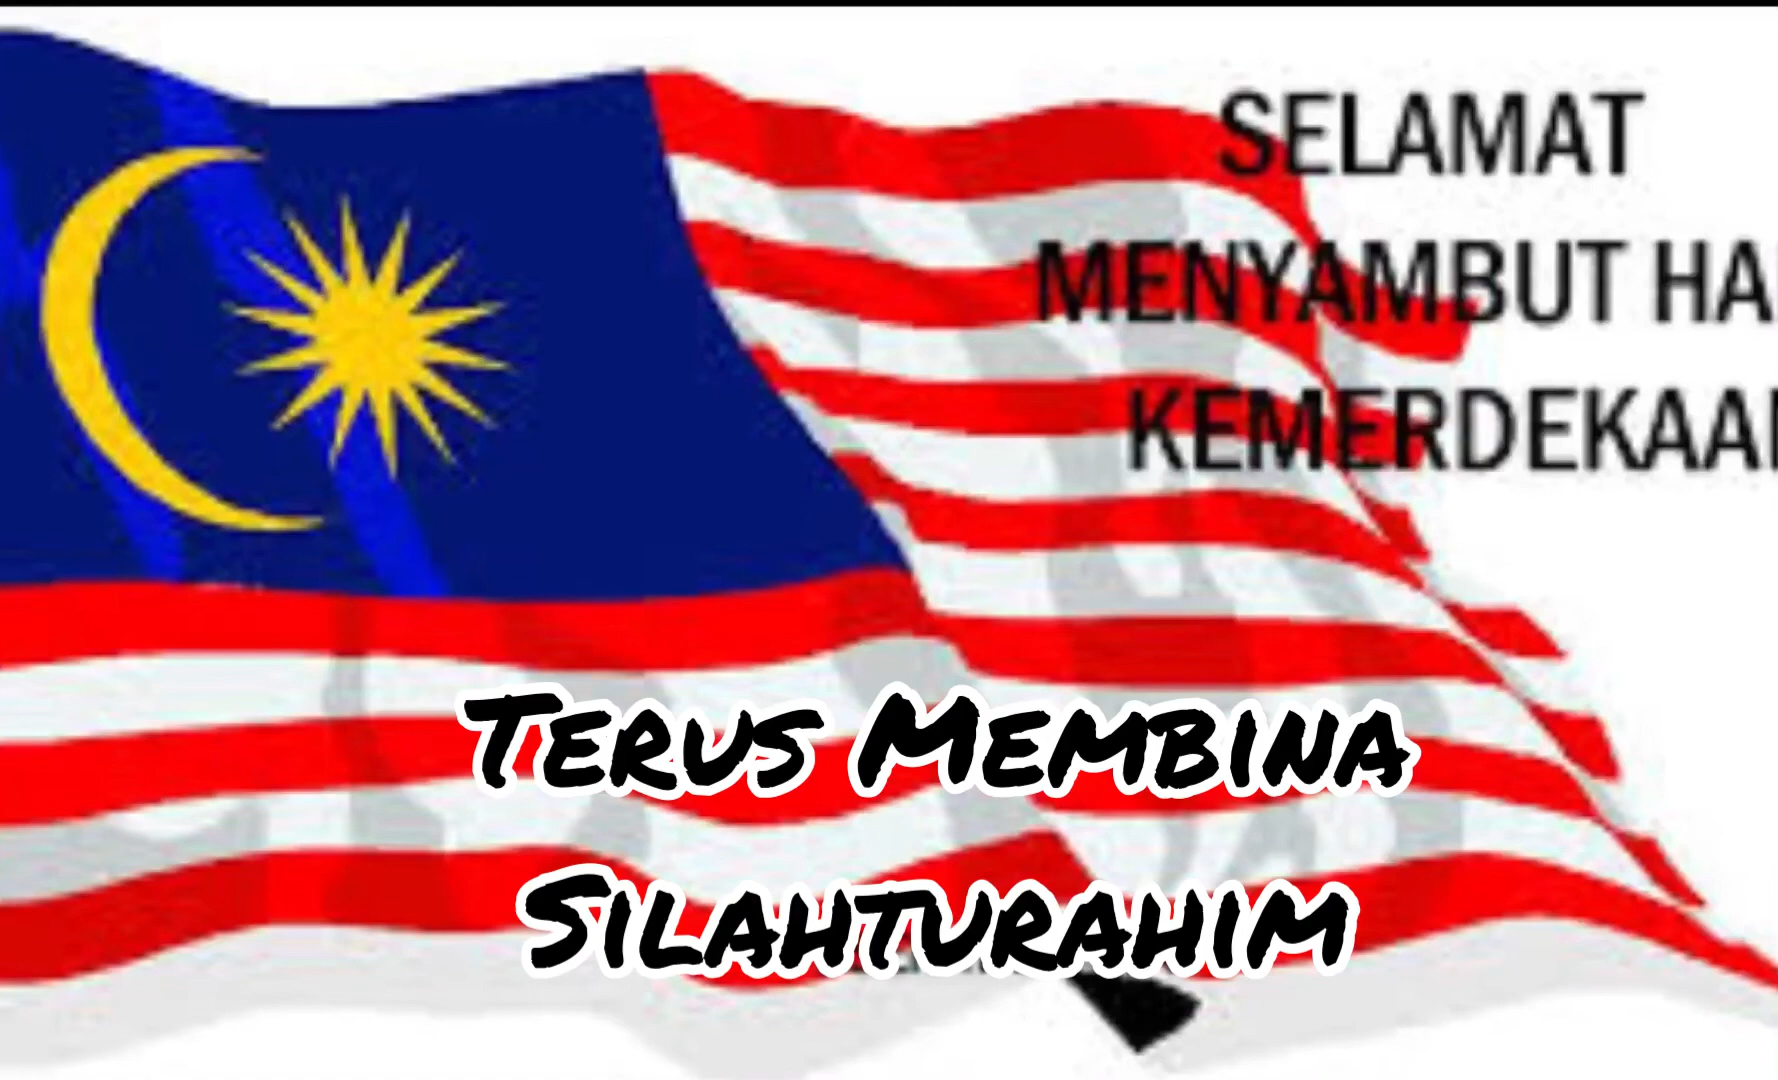 SELAMAT
MENYAMBUT HA
KEMERDEKAA
TERUS MEMBINA
SILAHTURAHIM